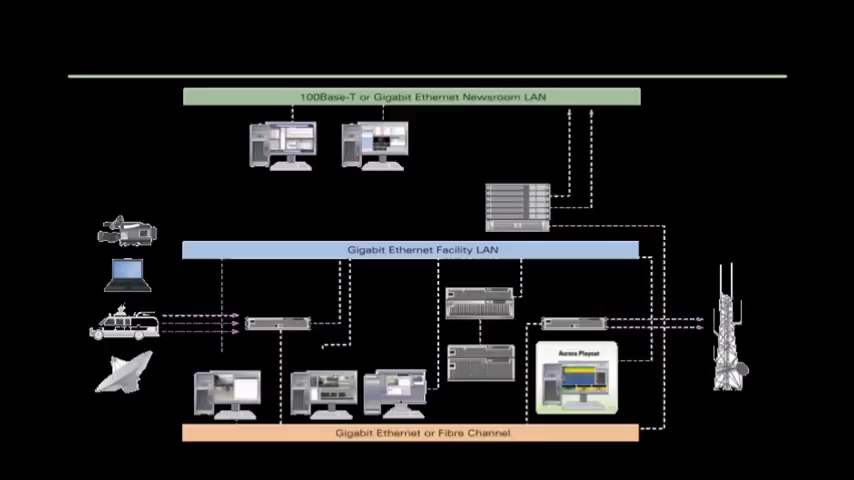 100Base-T or Gigabit Ethernet Newsroom LAN
Gigabit Ethernet Facility LAN
Aurora Playout
Gigabit Ethernet or Fibre Channel